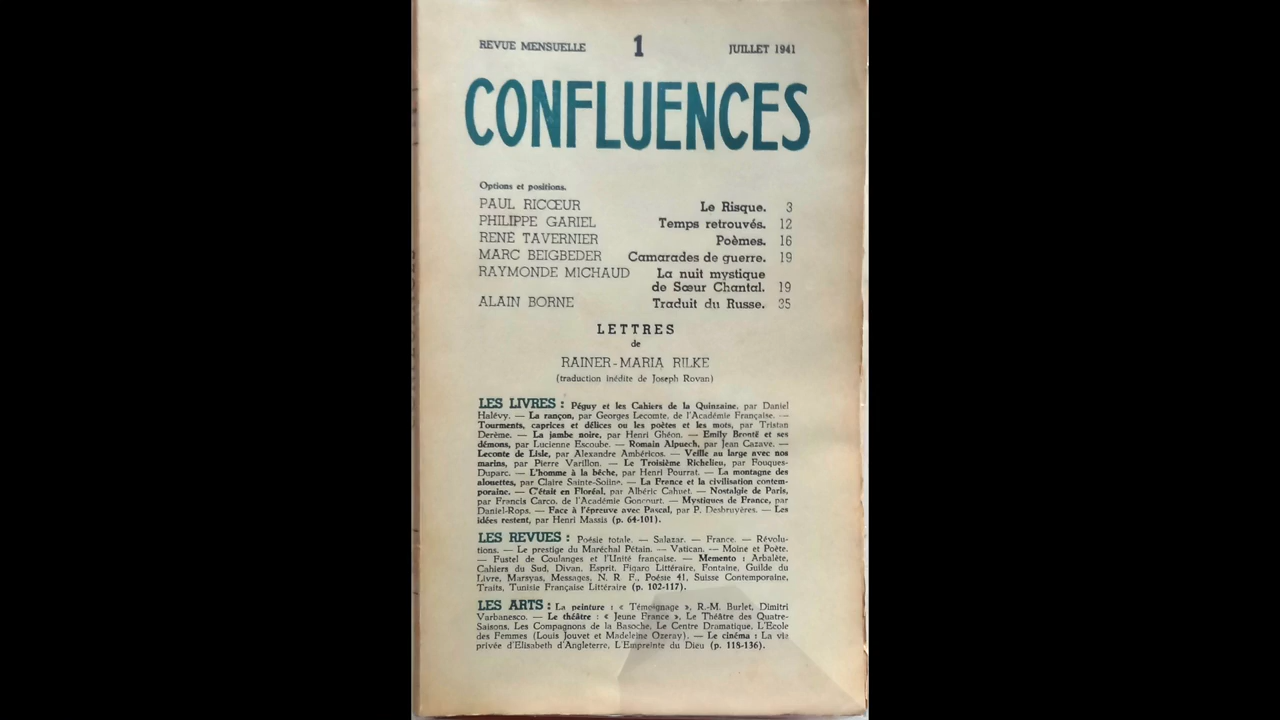 REVUE MENSUELLE 1 JUILLET 1941
CONFLUENCES
Options et positions.
PAUL RICŒUR Le Risque. 3
PHILIPPE GARIEL Temps retrouvés. 12
RENÉ TAVERNIER Poèmes. 16
MARC BEIGBEDER Camarades de guerre. 19
RAYMONDE MICHAUD La nuit mystique
de Sœur Chantal. 19
ALAIN BORNE Traduit du Russe. 35
LETTRES
de
RAINER-MARIA RILKE
(traduction inédite de Joseph Rovan)
LES LIVRES : Péguy et les Cahiers de la Quinzaine, par Daniel
Halévy. — La rançon, par Georges Lecomte, de l'Académie Française. —
Tourments, caprices et délices ou les poètes et les mots, par Tristan
Derème. — La jambe noire, par Henri Ghéon. — Emily Brontë et ses
démons, par Lucienne Escoube. — Romain Alpuech, par Jean Cazave. —
Leconte de Lisle, par Alexandre Ambéricos. — Veille au large avec nos
marins, par Pierre Varillon. — Le Troisième Richelieu, par Fouques-
Duparc. — L'homme à la bêche, par Henri Pourrat. — La montagne des
alouettes, par Claire Sainte-Soline. — La France et la civilisation contem-
poraine. — C'était en Floréal, par Albéric Cahuet. — Nostalgie de Paris,
par Francis Carco, de l'Académie Goncourt. — Mystiques de France, par
Daniel-Rops. — Face à l'épreuve avec Pascal, par P. Desbruyères. — Les
idées restent, par Henri Massis (p. 64-101).
LES REVUES : Poésie totale. — Salazar. — France. — Révolu-
tions. — Le prestige du Maréchal Pétain. — Vatican. — Moine et Poète.
— Fustel de Coulanges et l'Unité française. — Memento : Arbalète,
Cahiers du Sud, Divan, Esprit, Figaro Littéraire, Fontaine, Guilde du
Livre, Marsyas, Messages, N. R. F., Poésie 41, Suisse Contemporaine,
Traits, Tunisie Française Littéraire (p. 102-117).
LES ARTS : La peinture : « Témoignage », R.-M. Burlet, Dimitri
Varbanesco. — Le théâtre : « Jeune France », Le Théâtre des Quatre-
Saisons, Les Compagnons de la Basoche, Le Centre Dramatique, L'Ecole
des Femmes (Louis Jouvet et Madeleine Ozeray). — Le cinéma : La vie
privée d'Elisabeth d'Angleterre, L'Empreinte du Dieu (p. 118-136).